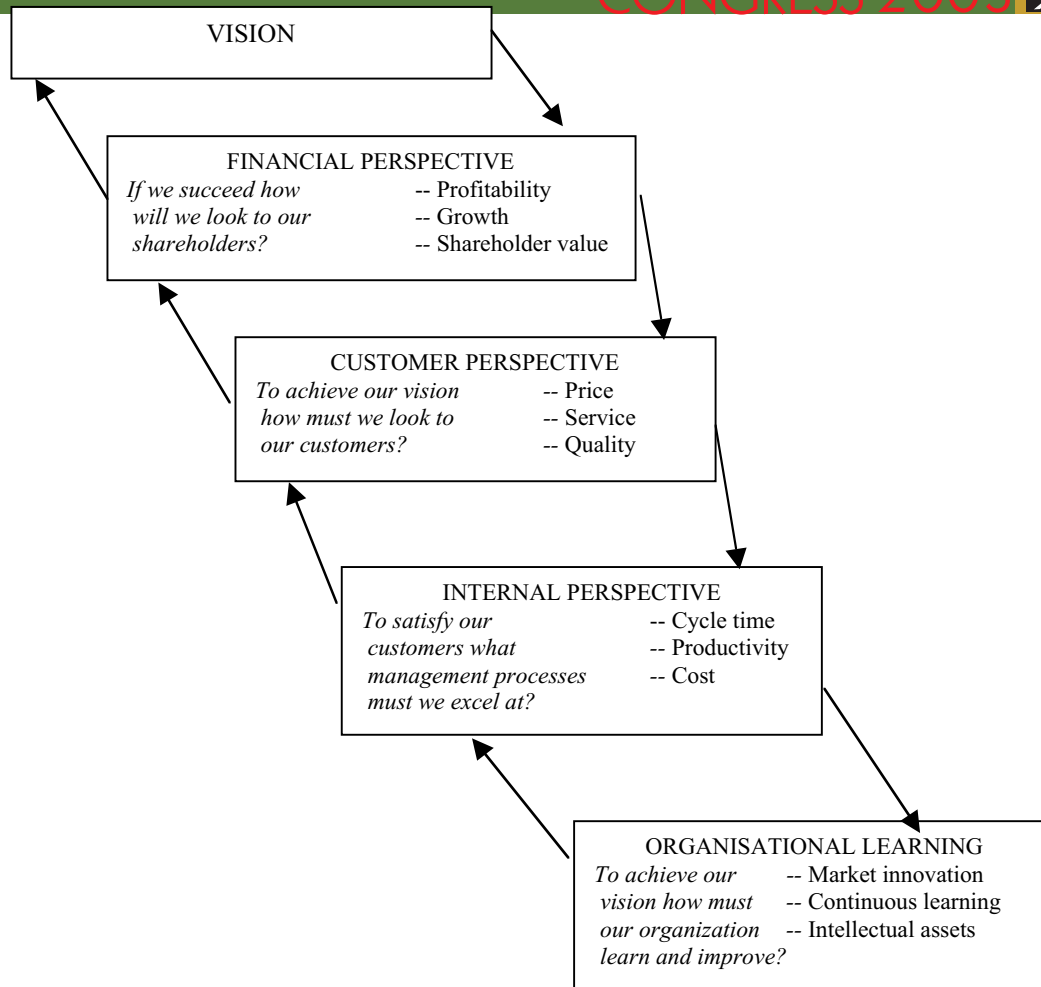 CONGRESS 2005
VISION
FINANCIAL PERSPECTIVE
If we succeed how -- Profitability
will we look to our -- Growth
shareholders? -- Shareholder value
CUSTOMER PERSPECTIVE
To achieve our vision -- Price
how must we look to -- Service
our customers? -- Quality
INTERNAL PERSPECTIVE
To satisfy our -- Cycle time
customers what -- Productivity
management processes -- Cost
must we excel at?
ORGANISATIONAL LEARNING
To achieve our -- Market innovation
vision how must -- Continuous learning
our organization -- Intellectual assets
learn and improve?